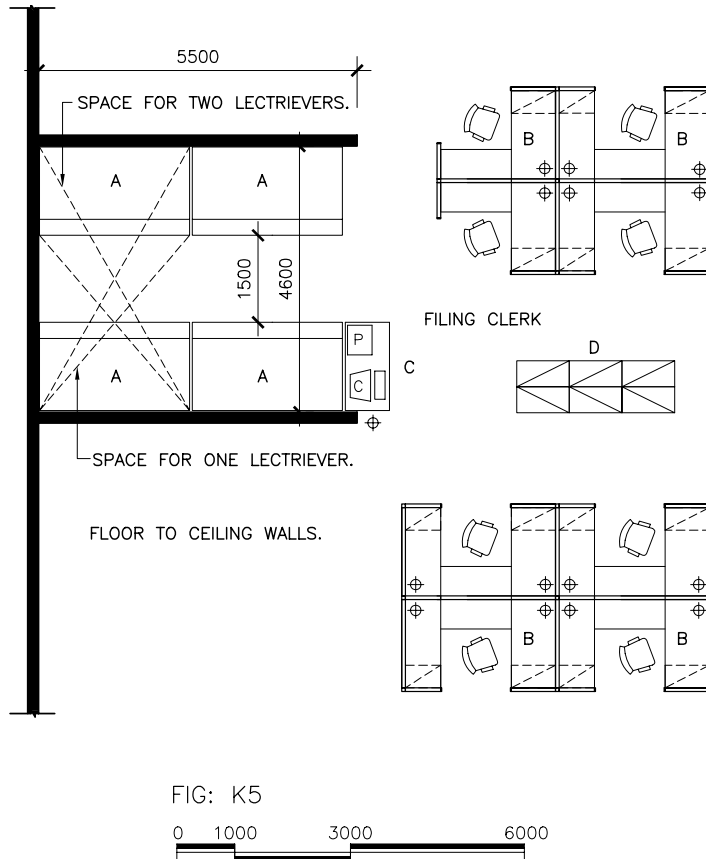 5500
SPACE FOR TWO LECTRIEVERS.
B
B
A
A
1500
4600
FILING CLERK
P
D
C
C
A
A
SPACE FOR ONE LECTRIEVER.
FLOOR TO CEILING WALLS.
B
B
FIG: K5
0 1000 3000 6000